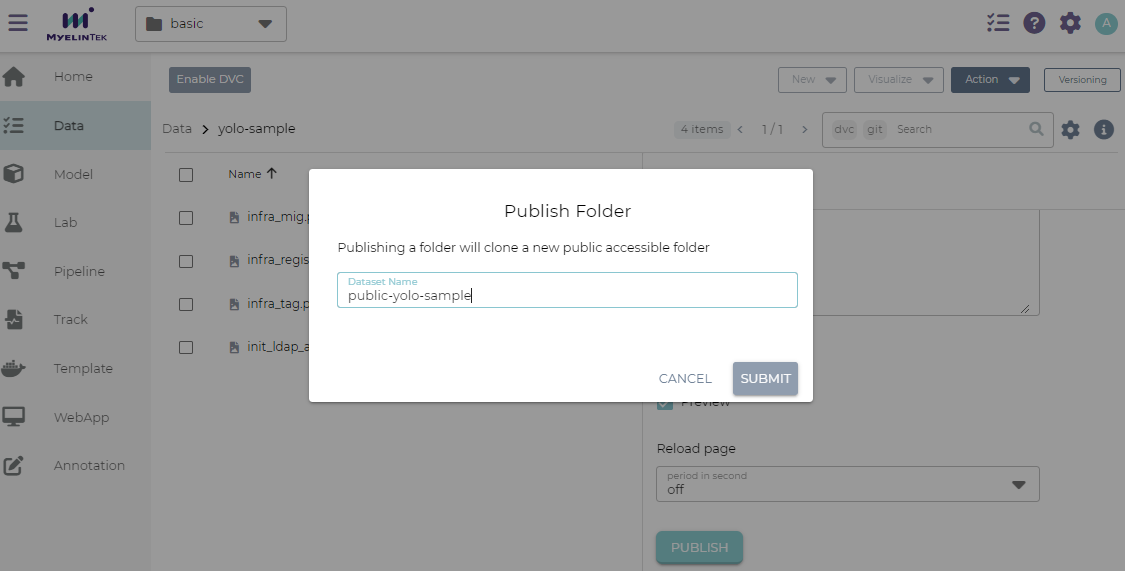 MYELINTEK
basic
A
Home
Data
Model
Lab
Pipeline
Track
Template
WebApp
Annotation
Enable DVC
New
Visualize
Action
Versioning
Data
yolo-sample
4 items
1 / 1
dvc
git
Search
Name
infra_mig.
infra_regis
infra_tag.p
init_ldap_a
Publish Folder
Publishing a folder will clone a new public accessible folder
Dataset Name
public-yolo-sample
CANCEL
SUBMIT
Preview
Reload page
period in second
off
PUBLISH